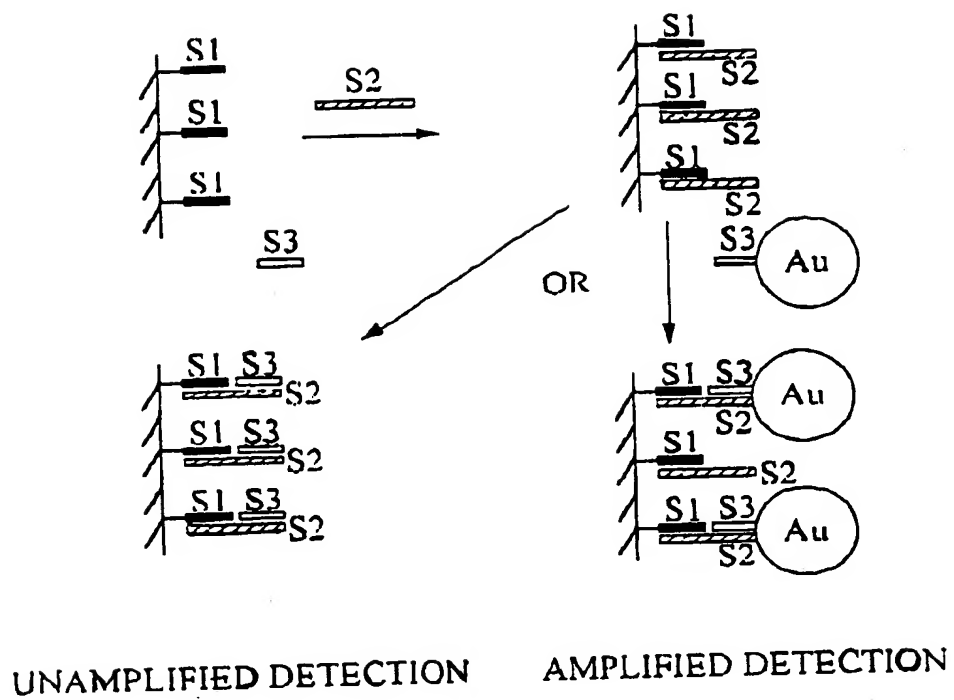 S1
S1
S1
S2
S1
S2
S1
S2
S1
S2
S3
S3
Au
OR
S1 S3
S2
S1 S3
S2
S1 S3
S2
S1 S3
Au
S2
S1
S2
S1 S3
Au
S2
UNAMPLIFIED DETECTION
AMPLIFIED DETECTION